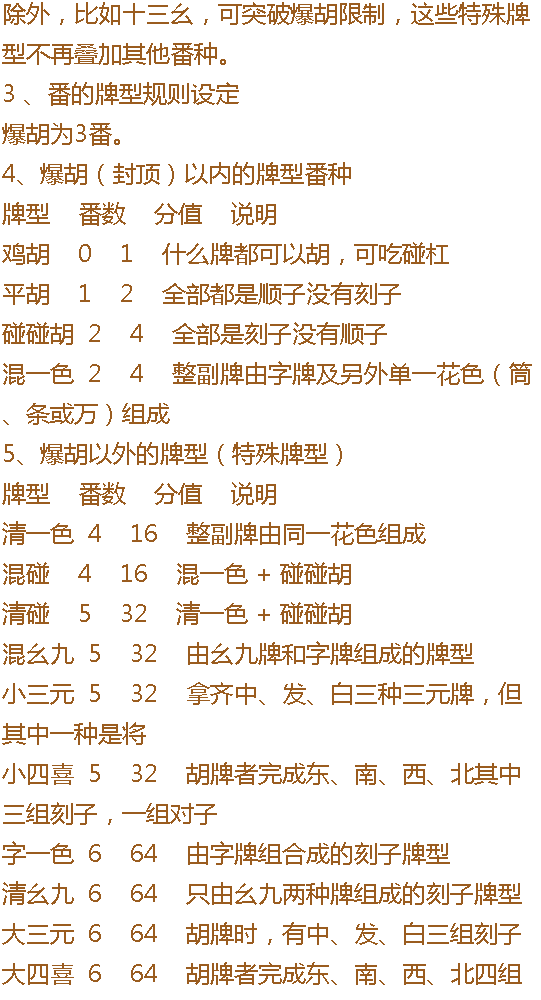 除外，比如十三幺，可突破爆胡限制，这些特殊牌
型不再叠加其他番种。
3 、番的牌型规则设定
爆胡为3番。
4、爆胡（封顶）以内的牌型番种
牌型 番数 分值 说明
鸡胡 0 1 什么牌都可以胡，可吃碰杠
平胡 1 2 全部都是顺子没有刻子
碰碰胡 2 4 全部是刻子没有顺子
混一色 2 4 整副牌由字牌及另外单一花色（筒
、条或万）组成
5、爆胡以外的牌型（特殊牌型）
牌型 番数 分值 说明
清一色 4 16 整副牌由同一花色组成
混碰 4 16 混一色 + 碰碰胡
清碰 5 32 清一色 + 碰碰胡
混幺九 5 32 由幺九牌和字牌组成的牌型
小三元 5 32 拿齐中、发、白三种三元牌，但
其中一种是将
小四喜 5 32 胡牌者完成东、南、西、北其中
三组刻子，一组对子
字一色 6 64 由字牌组合成的刻子牌型
清幺九 6 64 只由幺九两种牌组成的刻子牌型
大三元 6 64 胡牌时，有中、发、白三组刻子
大四喜 6 64 胡牌者完成东、南、西、北四组